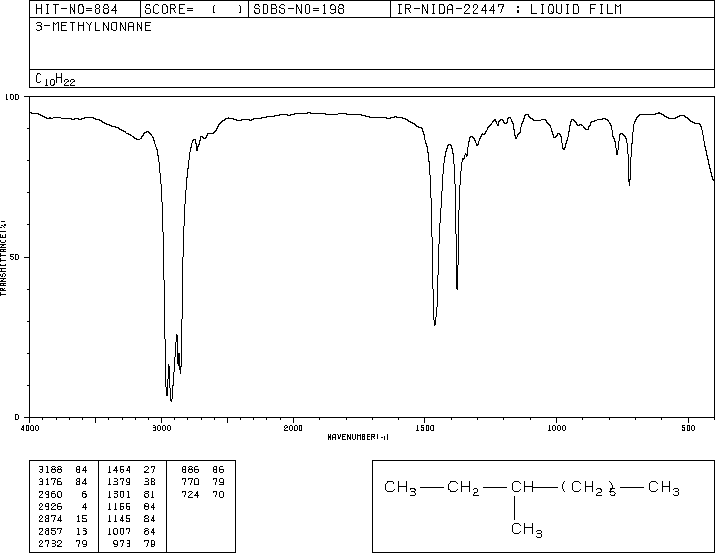 HIT-NO=884 SCORE= ( ) SDBS-NO=198 IR-NIDA-22447 : LIQUID FILM
3-METHYLNONANE
C10H22
100
50
0
TRANSMITTANCE(%)
4000 3000 2000 1500 1000 500
WAVENUMBER(-1)
3188 84 1464 27 886 86
3176 84 1379 38 770 79
2960 6 1301 81 724 70
2926 4 1156 84
2874 15 1145 84
2857 13 1007 84
2732 79 973 79
CH3 CH2 CH (CH2)5 CH3
CH3